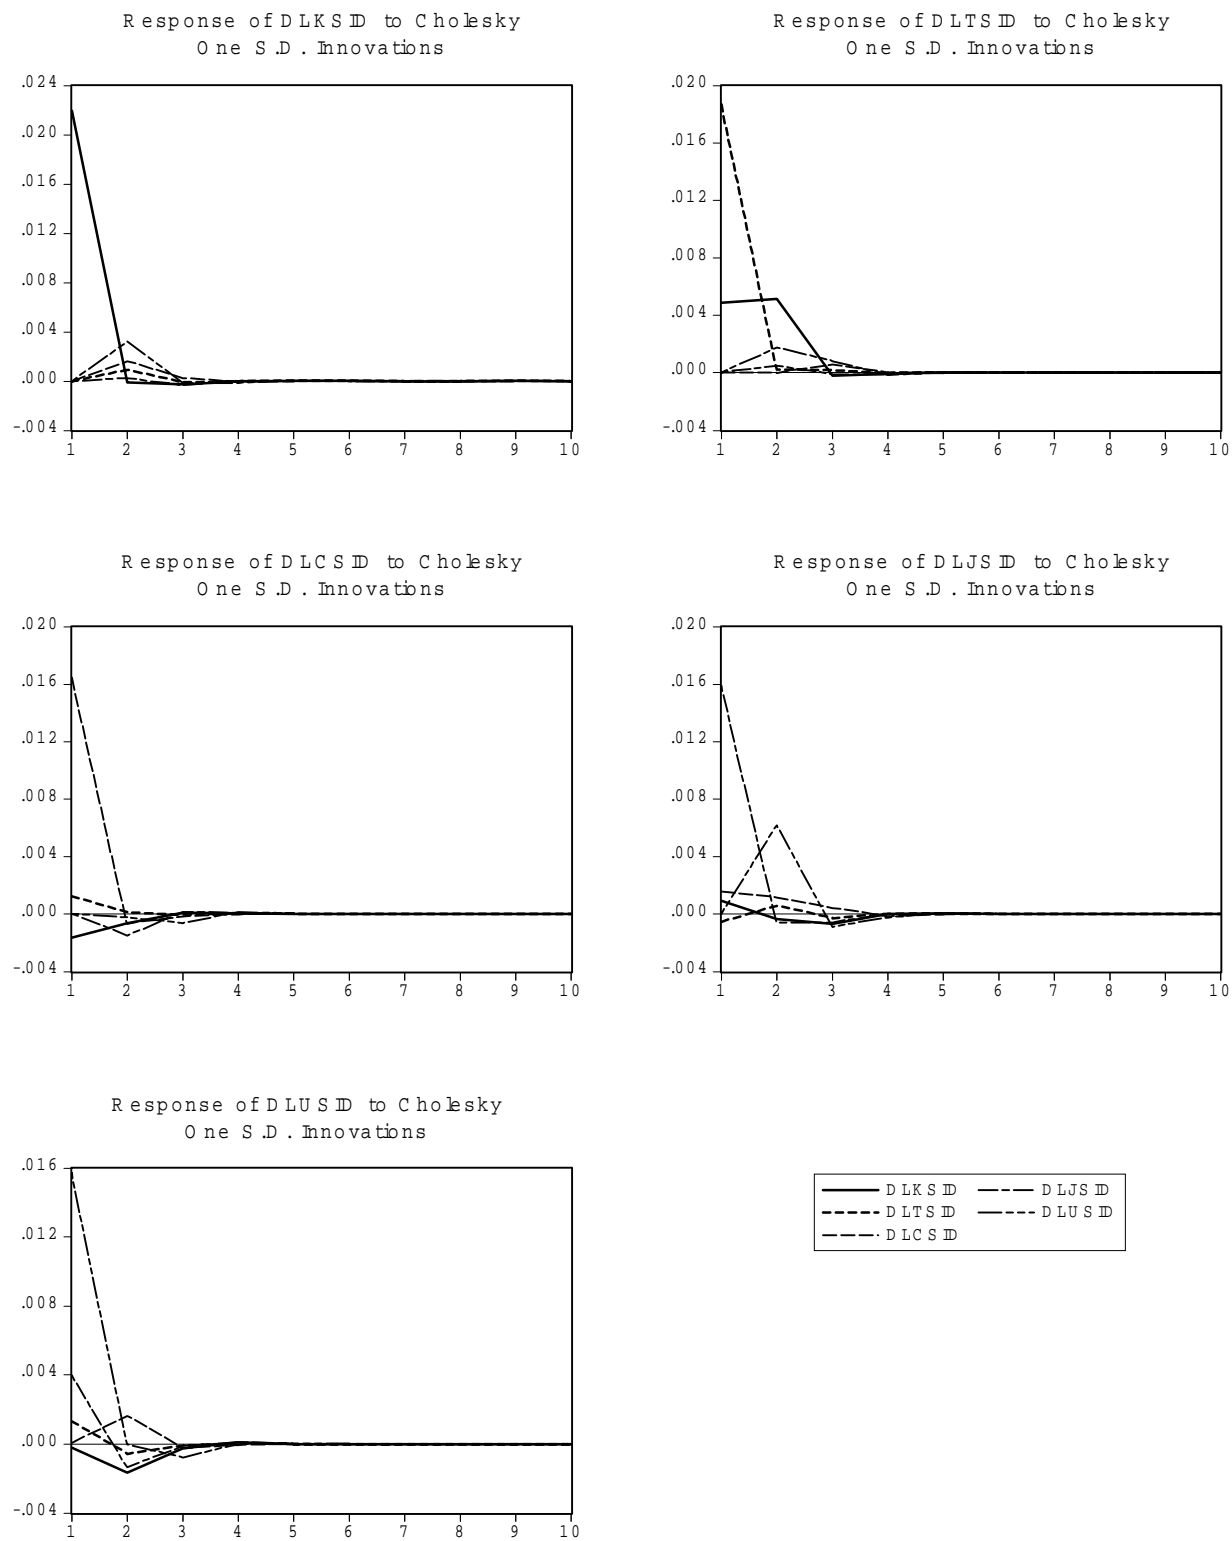 Response of DLKSID to Cholesky
One S.D. Innovations
.024
.020
.016
.012
.008
.004
.000
-.004
1 2 3 4 5 6 7 8 9 10
Response of DLTSID to Cholesky
One S.D. Innovations
.020
.016
.012
.008
.004
.000
-.004
1 2 3 4 5 6 7 8 9 10
Response of DLCSID to Cholesky
One S.D. Innovations
.020
.016
.012
.008
.004
.000
-.004
1 2 3 4 5 6 7 8 9 10
Response of DLJSID to Cholesky
One S.D. Innovations
.020
.016
.012
.008
.004
.000
-.004
1 2 3 4 5 6 7 8 9 10
Response of DLUSID to Cholesky
One S.D. Innovations
.016
.012
.008
.004
.000
-.004
1 2 3 4 5 6 7 8 9 10
DLKSID DLJSID
DLTSID DLUSID
DLCSID